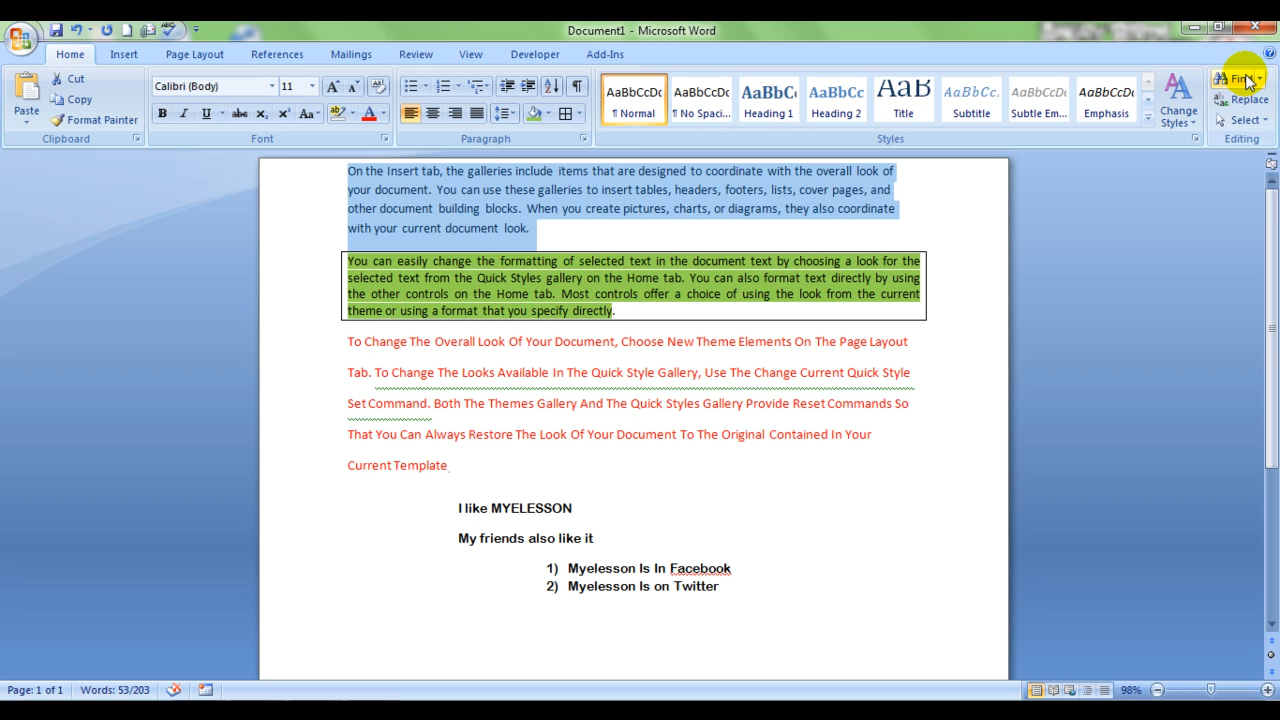 Document1 - Microsoft Word
Home Insert Page Layout References Mailings Review View Developer Add-Ins
Paste
Cut
Copy
Format Painter
Clipboard
Calibri (Body) 11
B I U abc x₂ x² Aa
Font
Paragraph
AaBbCcDc AaBbCcDc AaBbC AaBbCc AaB AaBbCc AaBbCcDc AaBbCcDc
¶ Normal ¶ No Spaci... Heading 1 Heading 2 Title Subtitle Subtle Em... Emphasis
Change
Styles
Styles
Find
Replace
Select
Editing
On the Insert tab, the galleries include items that are designed to coordinate with the overall look of
your document. You can use these galleries to insert tables, headers, footers, lists, cover pages, and
other document building blocks. When you create pictures, charts, or diagrams, they also coordinate
with your current document look.
You can easily change the formatting of selected text in the document text by choosing a look for the
selected text from the Quick Styles gallery on the Home tab. You can also format text directly by using
the other controls on the Home tab. Most controls offer a choice of using the look from the current
theme or using a format that you specify directly.
To Change The Overall Look Of Your Document, Choose New Theme Elements On The Page Layout
Tab. To Change The Looks Available In The Quick Style Gallery, Use The Change Current Quick Style
Set Command. Both The Themes Gallery And The Quick Styles Gallery Provide Reset Commands So
That You Can Always Restore The Look Of Your Document To The Original Contained In Your
Current Template.
I like MYELESSON
My friends also like it
1) Myelesson Is In Facebook
2) Myelesson Is on Twitter
Page: 1 of 1 Words: 53/203 98%